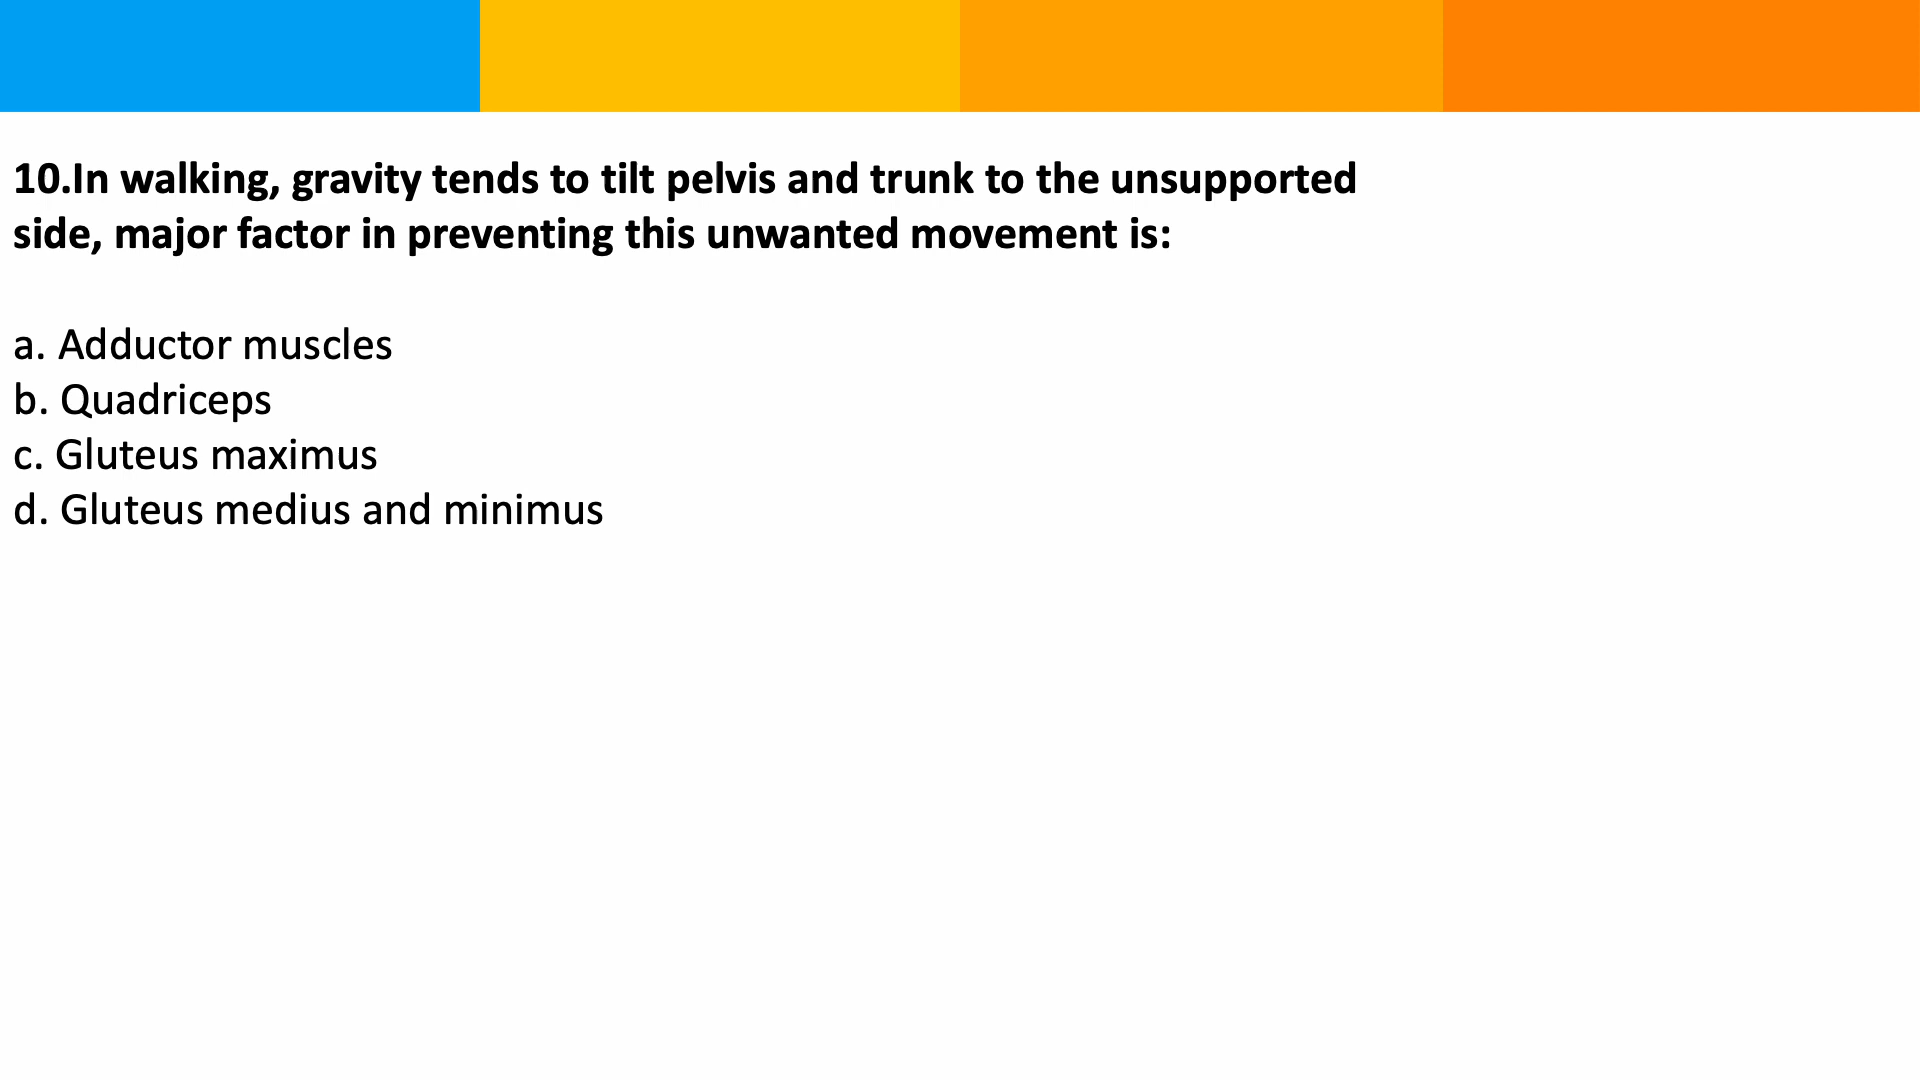 10.In walking, gravity tends to tilt pelvis and trunk to the unsupported
side, major factor in preventing this unwanted movement is:
a. Adductor muscles
b. Quadriceps
c. Gluteus maximus
d. Gluteus medius and minimus